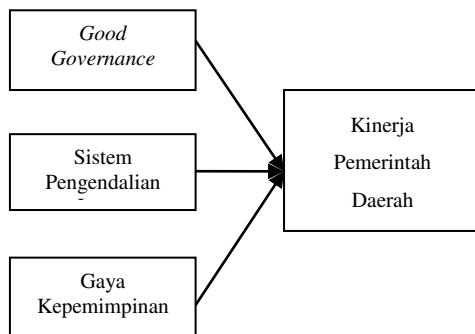 Good
Governance
Sistem
Pengendalian
Gaya
Kepemimpinan
Kinerja
Pemerintah
Daerah